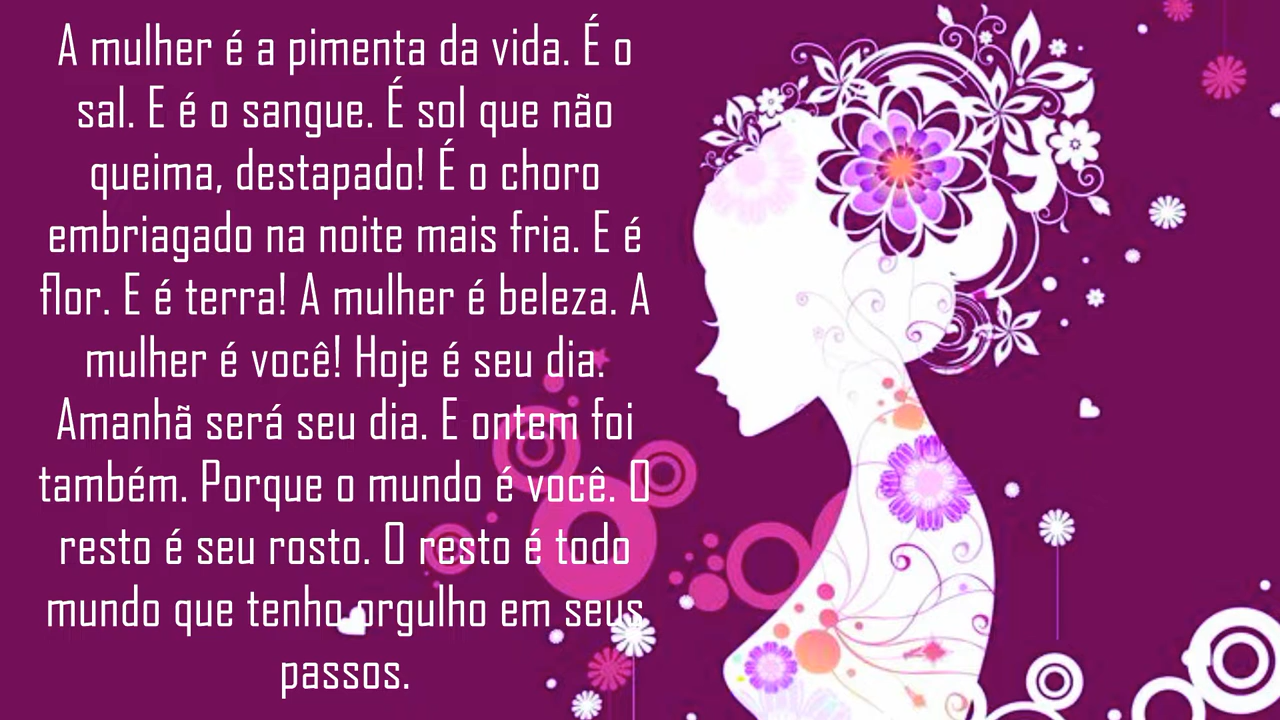 A mulher é a pimenta da vida. É o
sal. E é o sangue. É sol que não
queima, destapado! É o choro
embriagado na noite mais fria. E é
flor. E é terra! A mulher é beleza. A
mulher é você! Hoje é seu dia.
Amanhã será seu dia. E ontem foi
também. Porque o mundo é você. O
resto é seu rosto. O resto é todo
mundo que tenho orgulho em seus
passos.